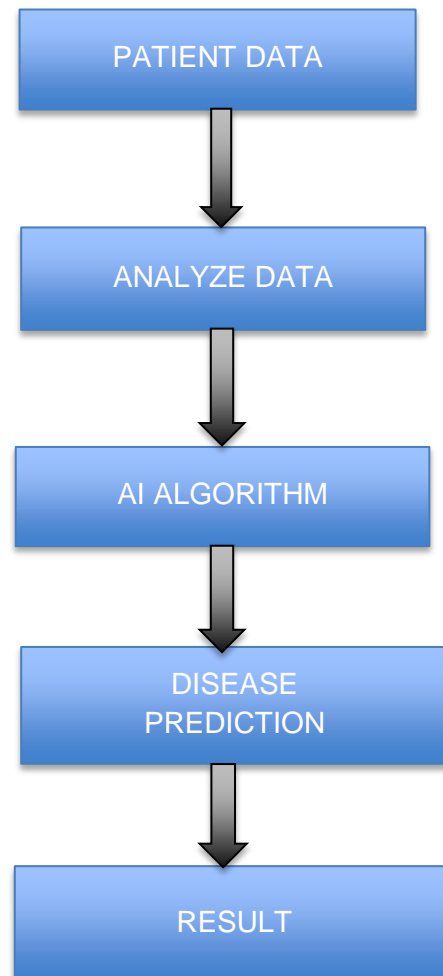 PATIENT DATA
ANALYZE DATA
AI ALGORITHM
DISEASE
PREDICTION
RESULT